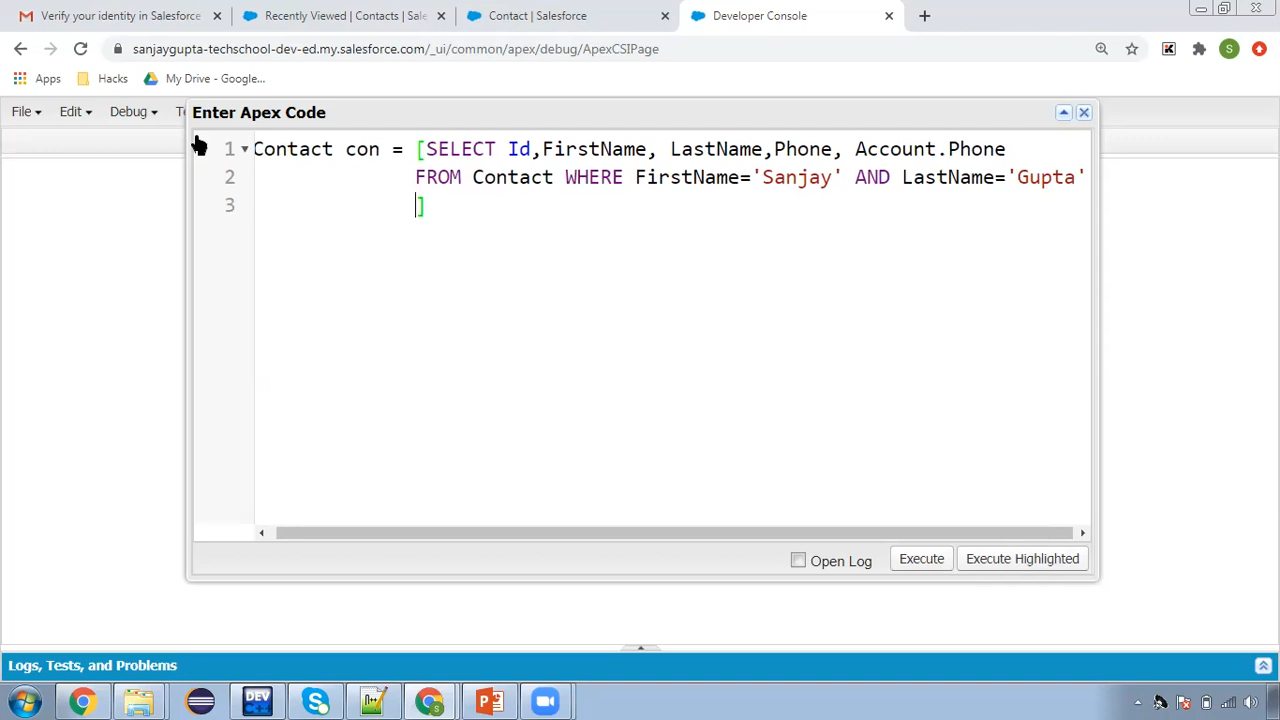 Verify your identity in Salesforce
Recently Viewed | Contacts | Sale
Contact | Salesforce
Developer Console
sanjaygupta-techschool-dev-ed.my.salesforce.com/_ui/common/apex/debug/ApexCSIPage
K
S
Apps
Hacks
My Drive - Google...
File
Edit
Debug
Te
Enter Apex Code
1 Contact con = [SELECT Id,FirstName, LastName,Phone, Account.Phone
2 FROM Contact WHERE FirstName='Sanjay' AND LastName='Gupta'
3 ]
Open Log
Execute
Execute Highlighted
Logs, Tests, and Problems
DEV